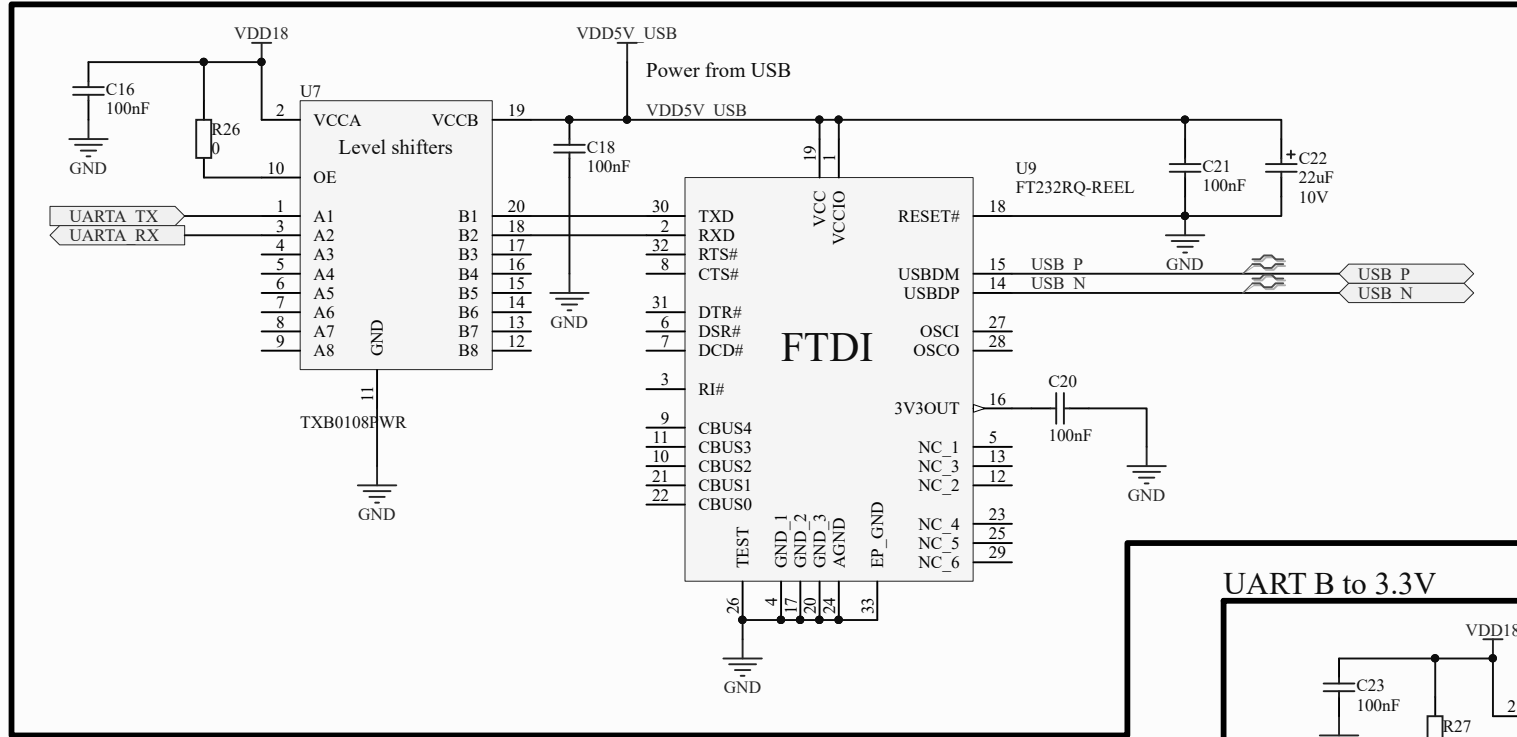 VDD18
VDD5V_USB
Power from USB
C16
100nF
GND
R26
0
U7
2
VCCA
VCCB
19
Level shifters
10
OE
VDD5V_USB
C18
100nF
GND
UARTA_TX
UARTA_RX
1
A1
B1
20
3
A2
B2
18
4
A3
B3
17
5
A4
B4
16
6
A5
B5
15
7
A6
B6
14
8
A7
B7
13
9
A8
B8
12
GND
11
TXB0108PWR
GND
U9
FT232RQ-REEL
19
1
VCC
VCCIO
30
TXD
2
RXD
32
RTS#
8
CTS#
31
DTR#
6
DSR#
7
DCD#
3
RI#
9
CBUS4
11
CBUS3
10
CBUS2
21
CBUS1
22
CBUS0
FTDI
RESET#
18
USBDM
15
USB_P
USBDP
14
USB_N
USB_P
USB_N
OSCI
27
OSCO
28
3V3OUT
16
NC_1
5
NC_3
13
NC_2
12
NC_4
23
NC_5
25
NC_6
29
TEST
GND_1
GND_2
GND_3
AGND
EP_GND
26
4
17
20
24
33
GND
C21
100nF
C22
22uF
10V
GND
C20
100nF
GND
UART B to 3.3V
VDD18
C23
100nF
R27
2